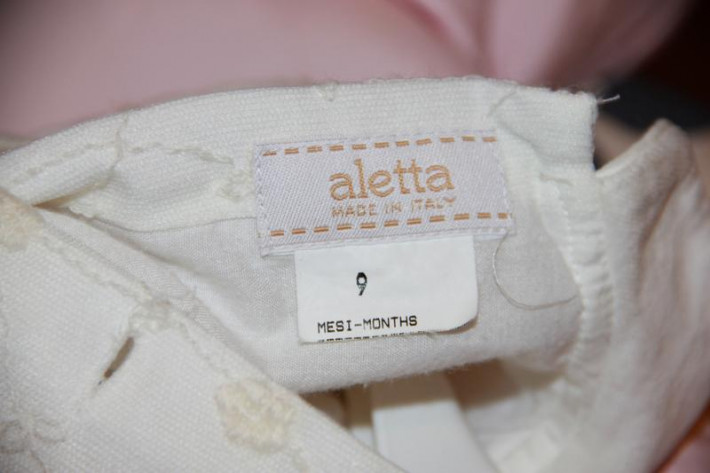 aletta
MADE IN ITALY
9
MESI-MONTHS